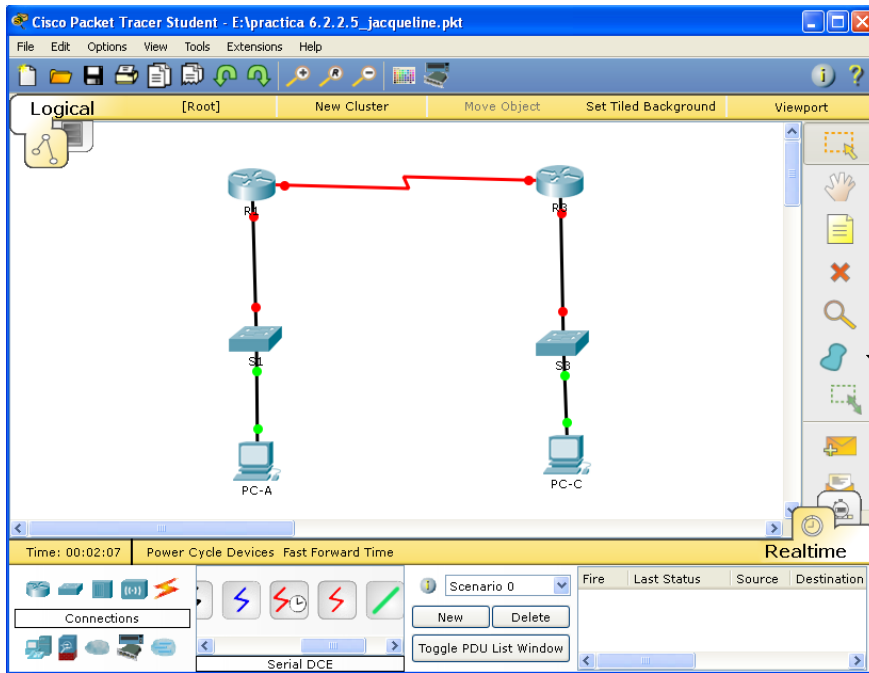 Cisco Packet Tracer Student - E:\practica 6.2.2.5_jacqueline.pkt
File Edit Options View Tools Extensions Help
Logical [Root] New Cluster Move Object Set Tiled Background Viewport
R1
R3
S1
S3
PC-A
PC-C
Time: 00:02:07 Power Cycle Devices Fast Forward Time Realtime
Connections
Serial DCE
Scenario 0
New Delete
Toggle PDU List Window
Fire Last Status Source Destination